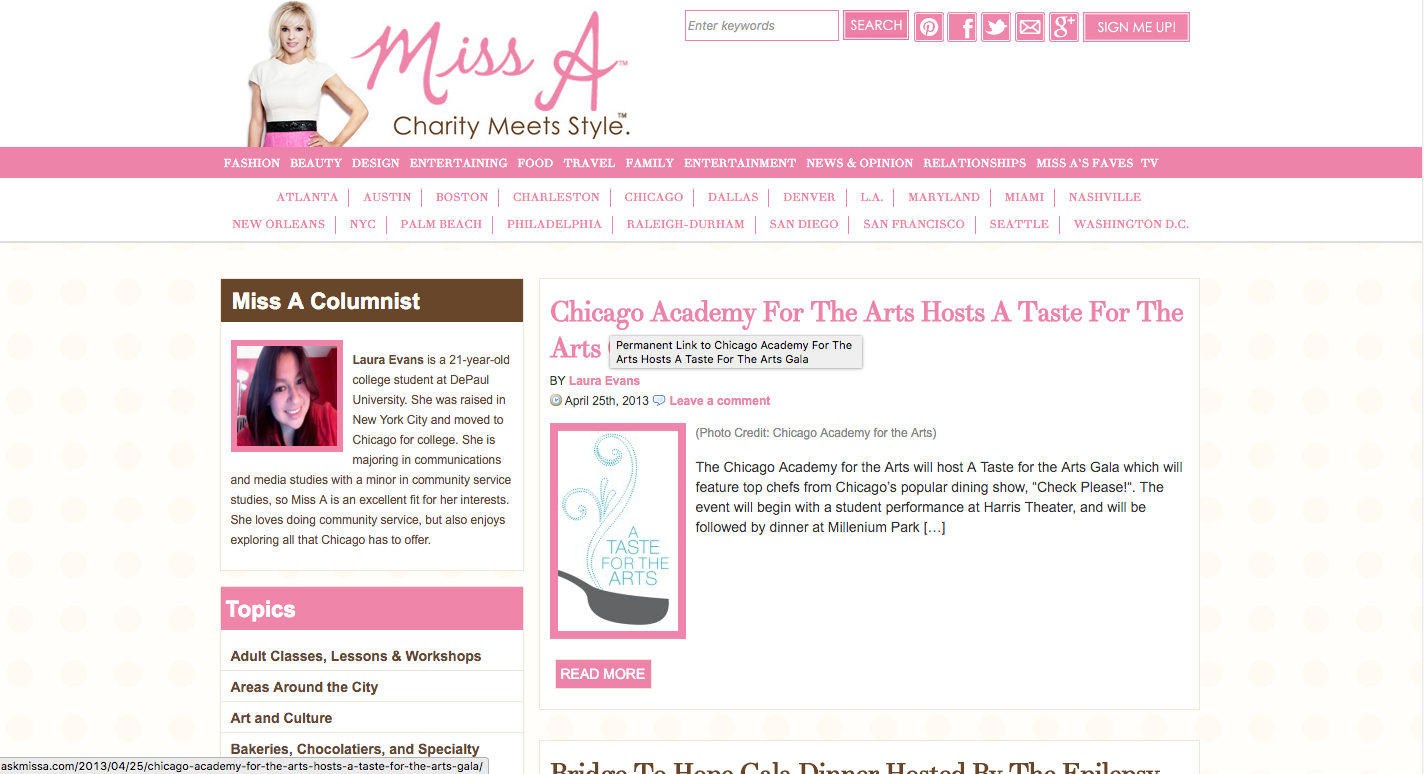 Miss A™
Charity Meets Style.™
Enter keywords
SEARCH
g+
SIGN ME UP!
FASHION BEAUTY DESIGN ENTERTAINING FOOD TRAVEL FAMILY ENTERTAINMENT NEWS & OPINION RELATIONSHIPS MISS A'S FAVES TV
ATLANTA AUSTIN BOSTON CHARLESTON CHICAGO DALLAS DENVER L.A. MARYLAND MIAMI NASHVILLE
NEW ORLEANS NYC PALM BEACH PHILADELPHIA RALEIGH-DURHAM SAN DIEGO SAN FRANCISCO SEATTLE WASHINGTON D.C.
Miss A Columnist
Laura Evans is a 21-year-old
college student at DePaul
University. She was raised in
New York City and moved to
Chicago for college. She is
majoring in communications
and media studies with a minor in community service
studies, so Miss A is an excellent fit for her interests.
She loves doing community service, but also enjoys
exploring all that Chicago has to offer.
Topics
Adult Classes, Lessons & Workshops
Areas Around the City
Art and Culture
Bakeries, Chocolatiers, and Specialty
Chicago Academy For The Arts Hosts A Taste For The
Arts
Permanent Link to Chicago Academy For The
Arts Hosts A Taste For The Arts Gala
BY Laura Evans
April 25th, 2013 Leave a comment
A
TASTE
FOR THE
ARTS
(Photo Credit: Chicago Academy for the Arts)
The Chicago Academy for the Arts will host A Taste for the Arts Gala which will
feature top chefs from Chicago's popular dining show, "Check Please!". The
event will begin with a student performance at Harris Theater, and will be
followed by dinner at Millenium Park […]
READ MORE
Bridge To Hope Gala Dinner Hosted By The Epilepsy
askmissa.com/2013/04/25/chicago-academy-for-the-arts-hosts-a-taste-for-the-arts-gala/